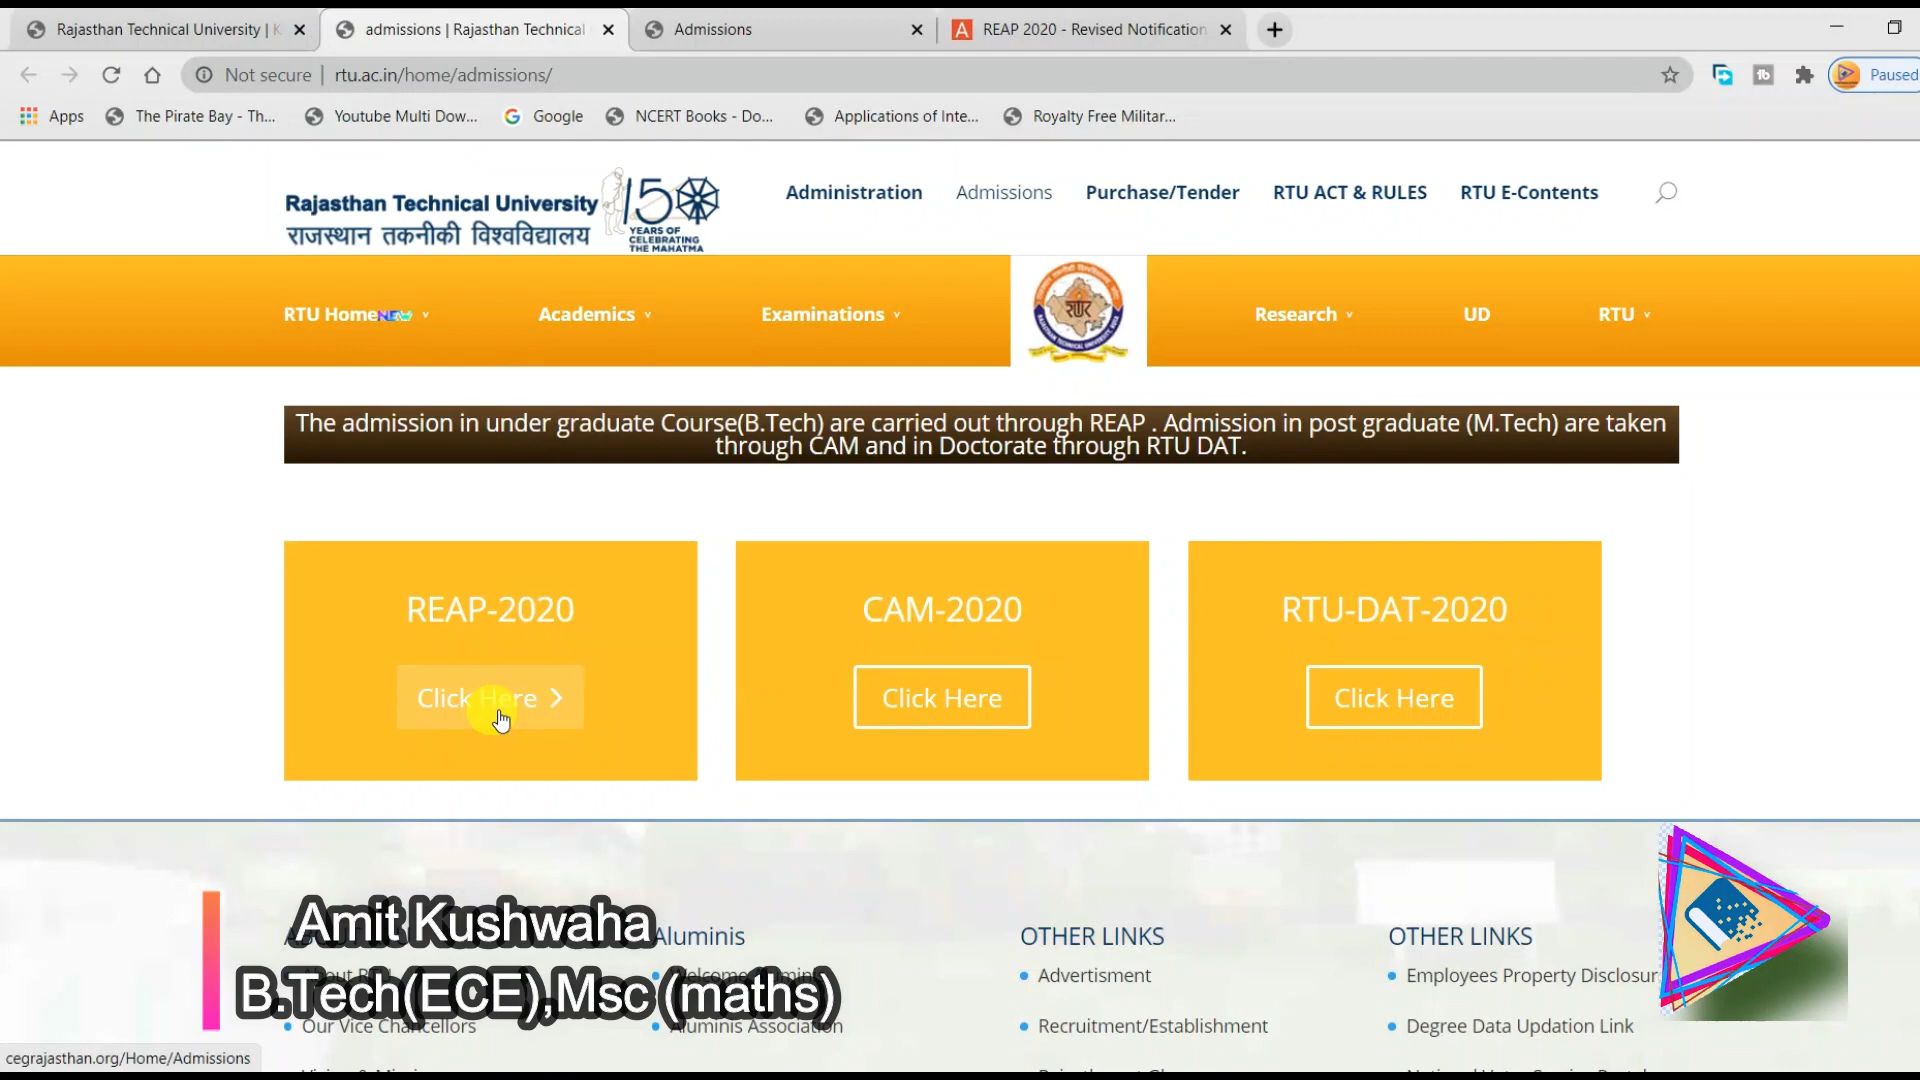 Rajasthan Technical University | K
admissions | Rajasthan Technical
Admissions
REAP 2020 - Revised Notification
Not secure
rtu.ac.in/home/admissions/
Paused
Apps
The Pirate Bay - Th...
Youtube Multi Dow...
Google
NCERT Books - Do...
Applications of Inte...
Royalty Free Militar...
Rajasthan Technical University
राजस्थान तकनीकी विश्वविद्यालय
150
YEARS OF
CELEBRATING
THE MAHATMA
Administration
Admissions
Purchase/Tender
RTU ACT & RULES
RTU E-Contents
RTU Home NEW
Academics
Examinations
Research
UD
RTU
The admission in under graduate Course(B.Tech) are carried out through REAP . Admission in post graduate (M.Tech) are taken
through CAM and in Doctorate through RTU DAT.
REAP-2020
CAM-2020
RTU-DAT-2020
Click Here
Click Here
Click Here
Amit Kushwaha
B.Tech(ECE),Msc (maths)
Aluminis
Aluminis Association
OTHER LINKS
Advertisment
Recruitment/Establishment
OTHER LINKS
Employees Property Disclosur
Degree Data Updation Link
Our Vice Chancellors
cegrajasthan.org/Home/Admissions